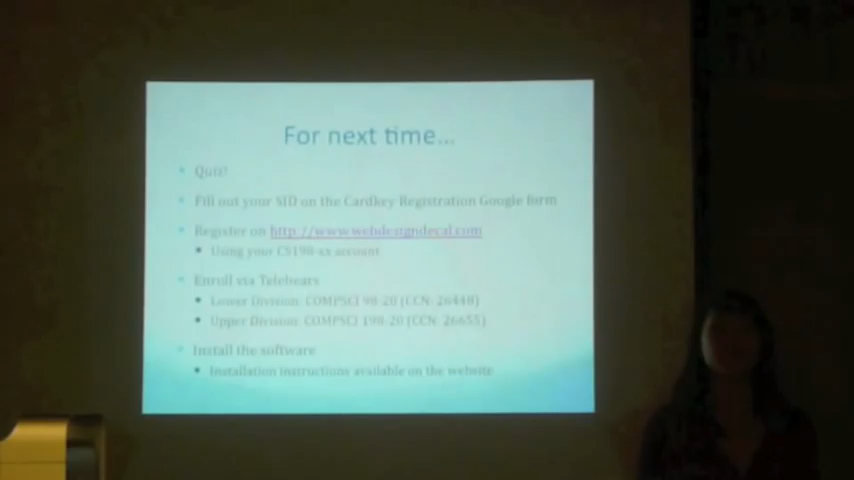 For next time...
Quiz!
Fill out your SID on the Cardkey Registration Google form
Register on http://www.webdesigndecal.com
Using your CS198-xx account
Enroll via Telebears
Lower Division: COMPSCI 98-20 (CCN: 26448)
Upper Division: COMPSCI 198-20 (CCN: 26655)
Install the software
Installation instructions available on the website